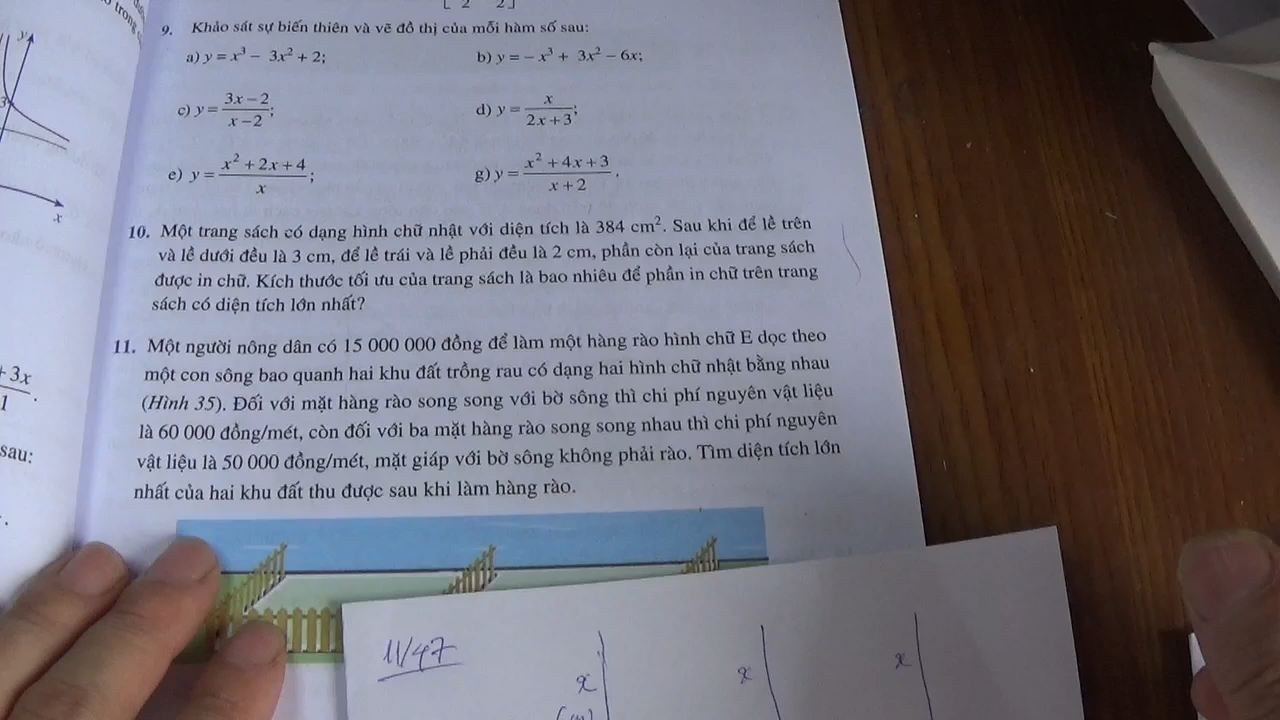 trong
y
3
x
+ 3x
1
sau:
[ 2 2 ]
9. Khảo sát sự biến thiên và vẽ đồ thị của mỗi hàm số sau:
a) y = x³ – 3x² + 2; b) y = – x³ + 3x² – 6x;
c) y = (3x – 2)/(x – 2); d) y = x/(2x + 3);
e) y = (x² + 2x + 4)/x; g) y = (x² + 4x + 3)/(x + 2).
10. Một trang sách có dạng hình chữ nhật với diện tích là 384 cm². Sau khi để lề trên
và lề dưới đều là 3 cm, để lề trái và lề phải đều là 2 cm, phần còn lại của trang sách
được in chữ. Kích thước tối ưu của trang sách là bao nhiêu để phần in chữ trên trang
sách có diện tích lớn nhất?
11. Một người nông dân có 15 000 000 đồng để làm một hàng rào hình chữ E dọc theo
một con sông bao quanh hai khu đất trồng rau có dạng hai hình chữ nhật bằng nhau
(Hình 35). Đối với mặt hàng rào song song với bờ sông thì chi phí nguyên vật liệu
là 60 000 đồng/mét, còn đối với ba mặt hàng rào song song nhau thì chi phí nguyên
vật liệu là 50 000 đồng/mét, mặt giáp với bờ sông không phải rào. Tìm diện tích lớn
nhất của hai khu đất thu được sau khi làm hàng rào.
11/47
x x x